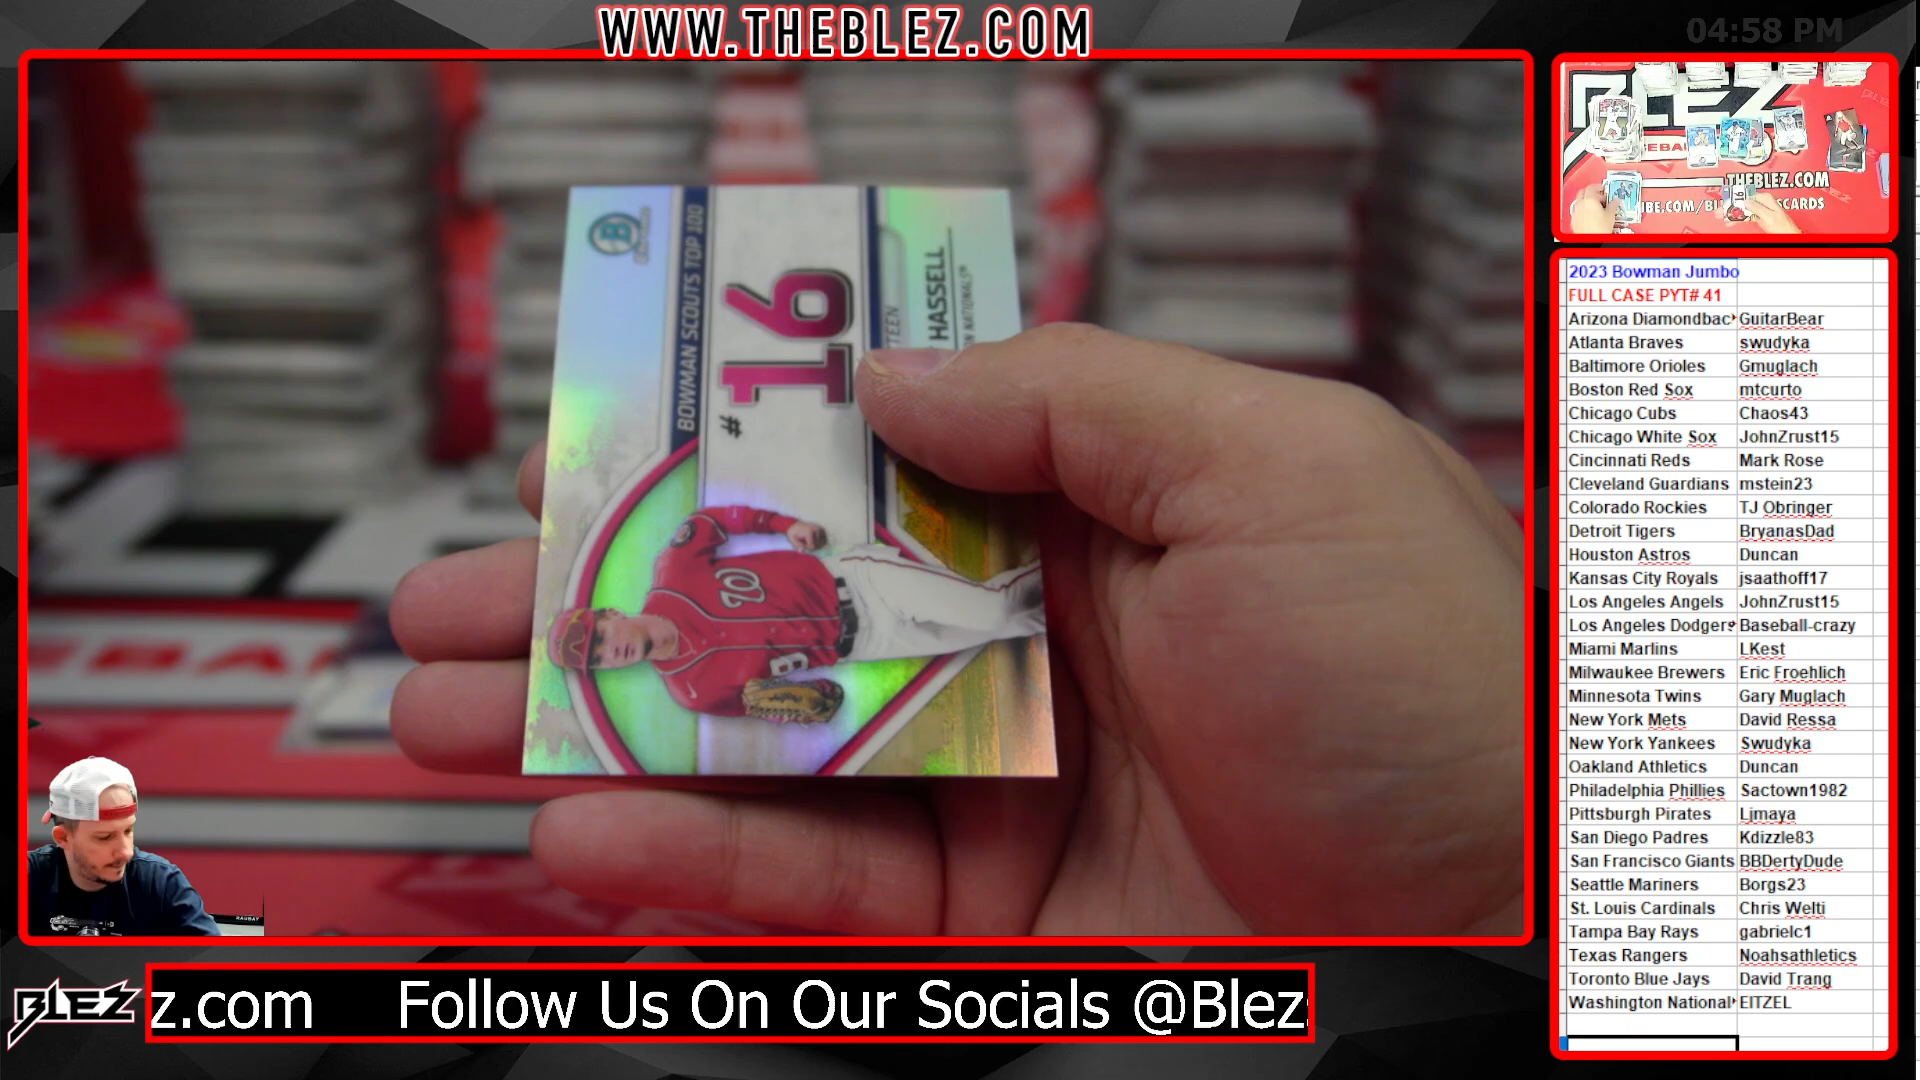 WWW.THEBLEZ.COM
04:58 PM
BOWMAN SCOUTS TOP 100
#16
HASSELL
NATIONALS
BLEZ
THEBLEZ.COM
EBA
2023 Bowman Jumbo
FULL CASE PYT# 41
Arizona Diamondbac GuitarBear
Atlanta Braves swudyka
Baltimore Orioles Gmuglach
Boston Red Sox mtcurto
Chicago Cubs Chaos43
Chicago White Sox JohnZrust15
Cincinnati Reds Mark Rose
Cleveland Guardians mstein23
Colorado Rockies TJ Obringer
Detroit Tigers BryanasDad
Houston Astros Duncan
Kansas City Royals jsaathoff17
Los Angeles Angels JohnZrust15
Los Angeles Dodgers Baseball-crazy
Miami Marlins LKest
Milwaukee Brewers Eric Froehlich
Minnesota Twins Gary Muglach
New York Mets David Ressa
New York Yankees Swudyka
Oakland Athletics Duncan
Philadelphia Phillies Sactown1982
Pittsburgh Pirates Ljmaya
San Diego Padres Kdizzle83
San Francisco Giants BBDertyDude
Seattle Mariners Borgs23
St. Louis Cardinals Chris Welti
Tampa Bay Rays gabrielc1
Texas Rangers Noahsathletics
Toronto Blue Jays David Trang
Washington National EITZEL
BLEZ
z.com Follow Us On Our Socials @Blez